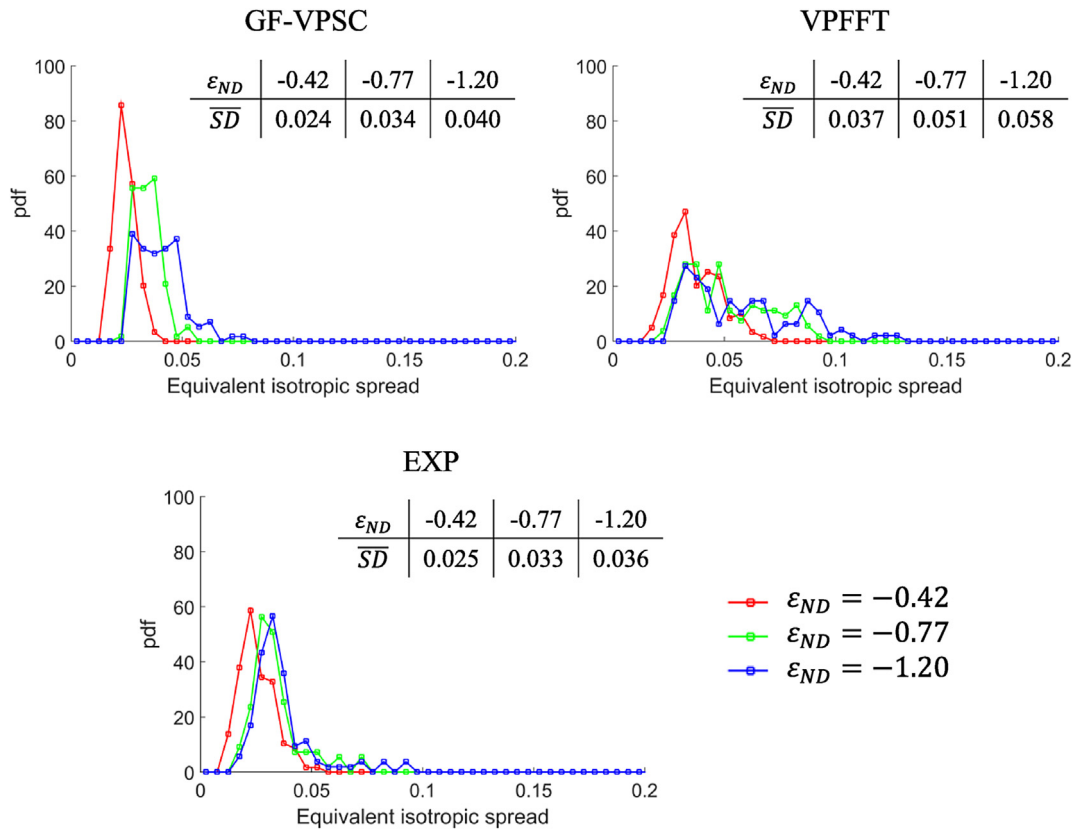 GF-VPSC
ε_ND -0.42 -0.77 -1.20
SD 0.024 0.034 0.040
100
80
60
40
20
0
pdf
0 0.05 0.1 0.15 0.2
Equivalent isotropic spread
VPFFT
ε_ND -0.42 -0.77 -1.20
SD 0.037 0.051 0.058
100
80
60
40
20
0
pdf
0 0.05 0.1 0.15 0.2
Equivalent isotropic spread
EXP
ε_ND -0.42 -0.77 -1.20
SD 0.025 0.033 0.036
100
80
60
40
20
0
pdf
0 0.05 0.1 0.15 0.2
Equivalent isotropic spread
ε_ND = −0.42
ε_ND = −0.77
ε_ND = −1.20